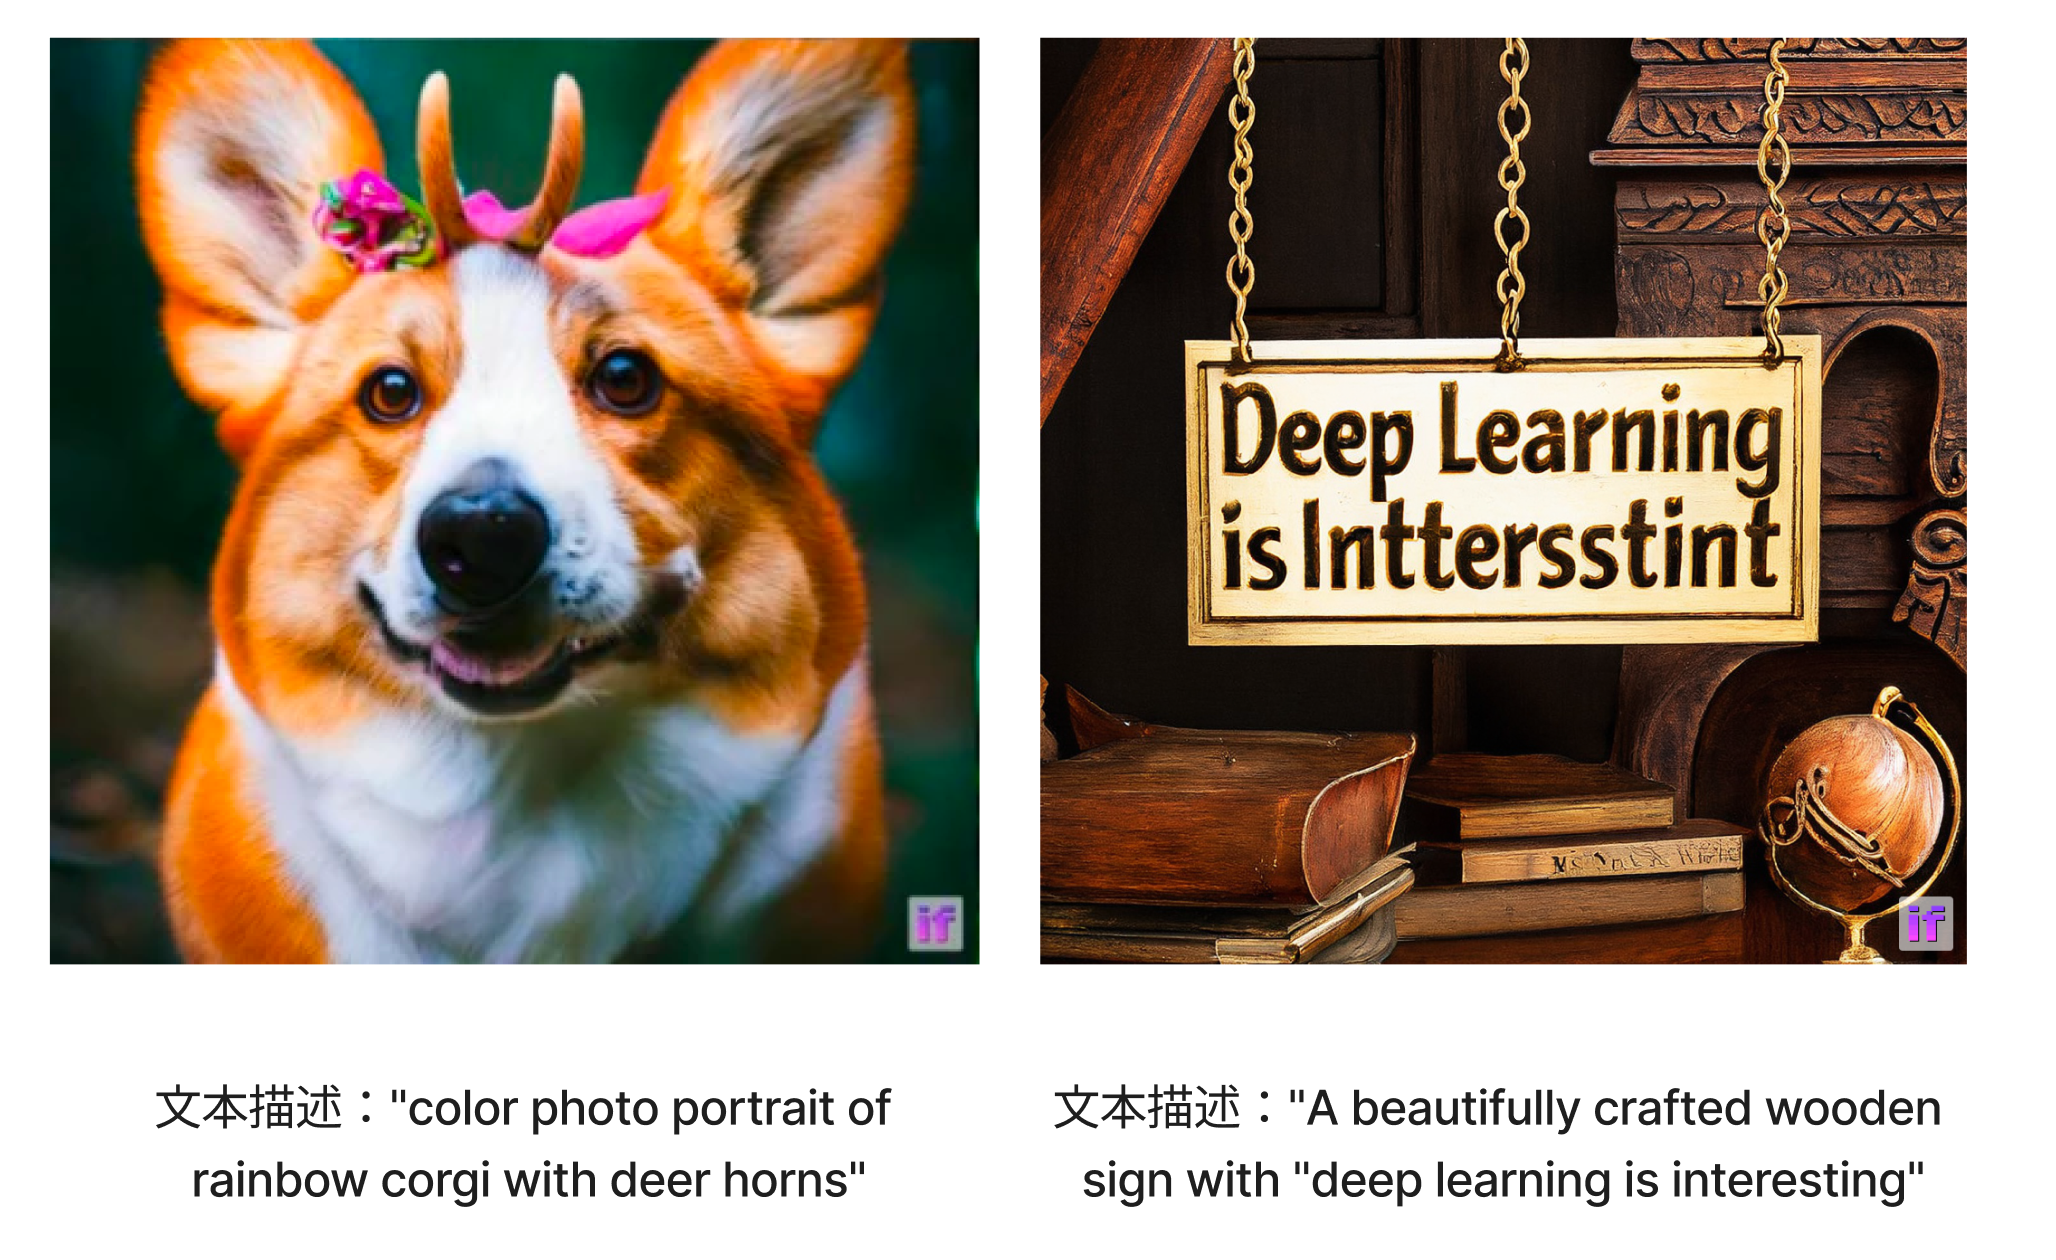 Deep Learning
is Inttersstint
if
if
文本描述："color photo portrait of
rainbow corgi with deer horns"
文本描述："A beautifully crafted wooden
sign with "deep learning is interesting"